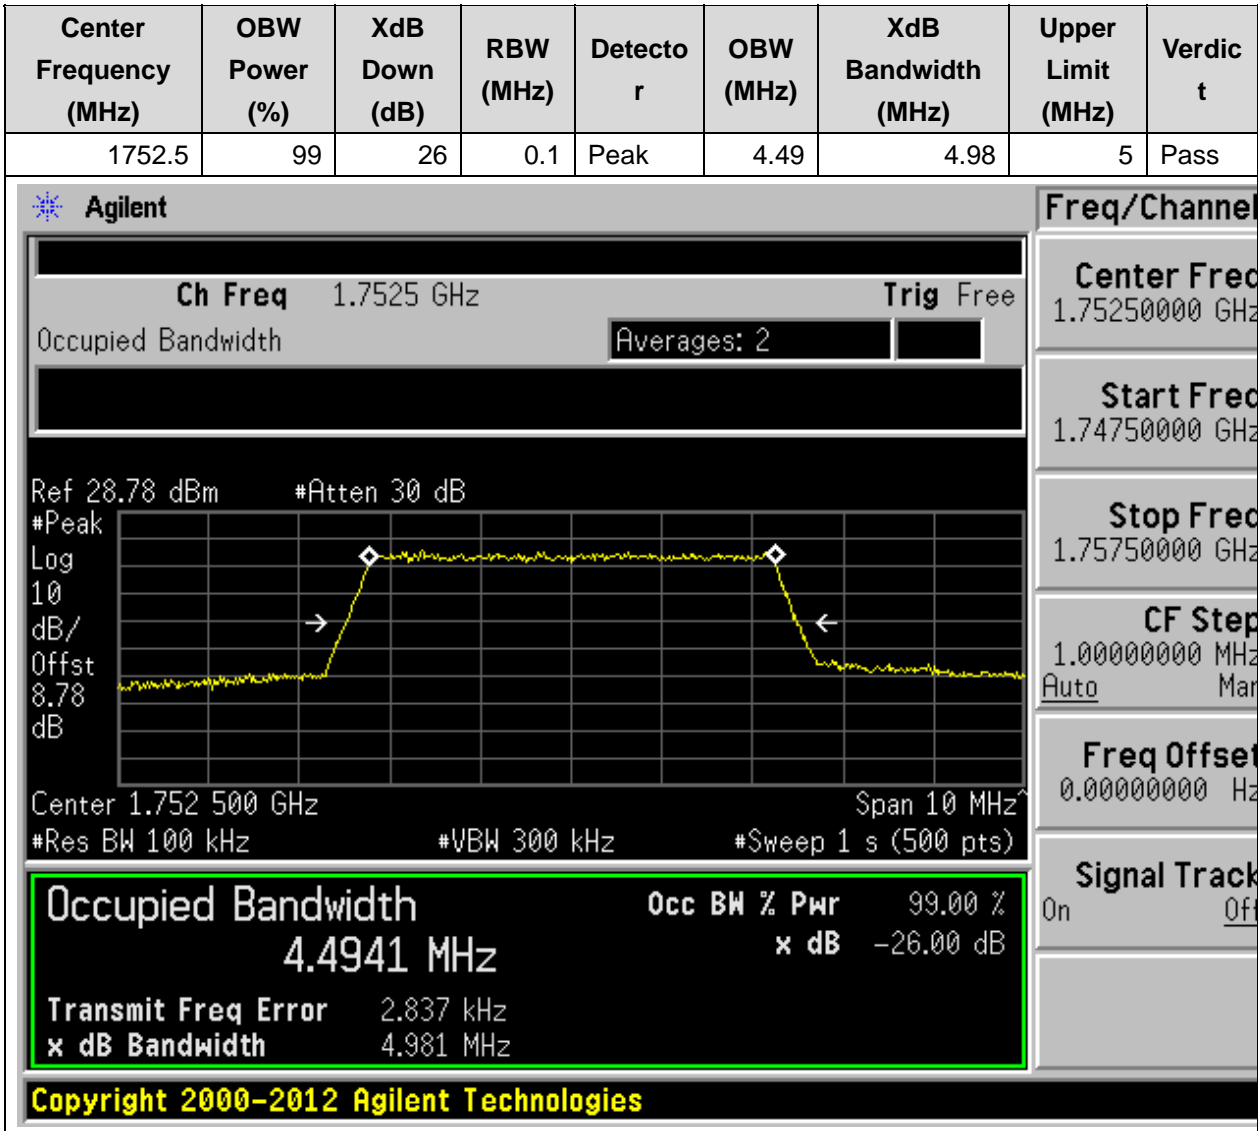 Center Frequency (MHz) OBW Power (%) XdB Down (dB) RBW (MHz) Detector OBW (MHz) XdB Bandwidth (MHz) Upper Limit (MHz) Verdict
1752.5 99 26 0.1 Peak 4.49 4.98 5 Pass
Agilent
Ch Freq 1.7525 GHz Trig Free
Occupied Bandwidth Averages: 2
Ref 28.78 dBm #Atten 30 dB
#Peak
Log
10
dB/
Offst
8.78
dB
Center 1.752 500 GHz Span 10 MHz^
#Res BW 100 kHz #VBW 300 kHz #Sweep 1 s (500 pts)
Occupied Bandwidth Occ BW % Pwr 99.00 %
4.4941 MHz x dB -26.00 dB
Transmit Freq Error 2.837 kHz
x dB Bandwidth 4.981 MHz
Copyright 2000-2012 Agilent Technologies
Freq/Channel
Center Freq
1.75250000 GHz
Start Freq
1.74750000 GHz
Stop Freq
1.75750000 GHz
CF Step
1.00000000 MHz
Auto Man
Freq Offset
0.00000000 Hz
Signal Track
On Off